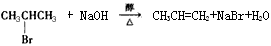 CH₃CHCH₃ + NaOH 醇 △ CH₃CH=CH₂+NaBr+H₂O
Br